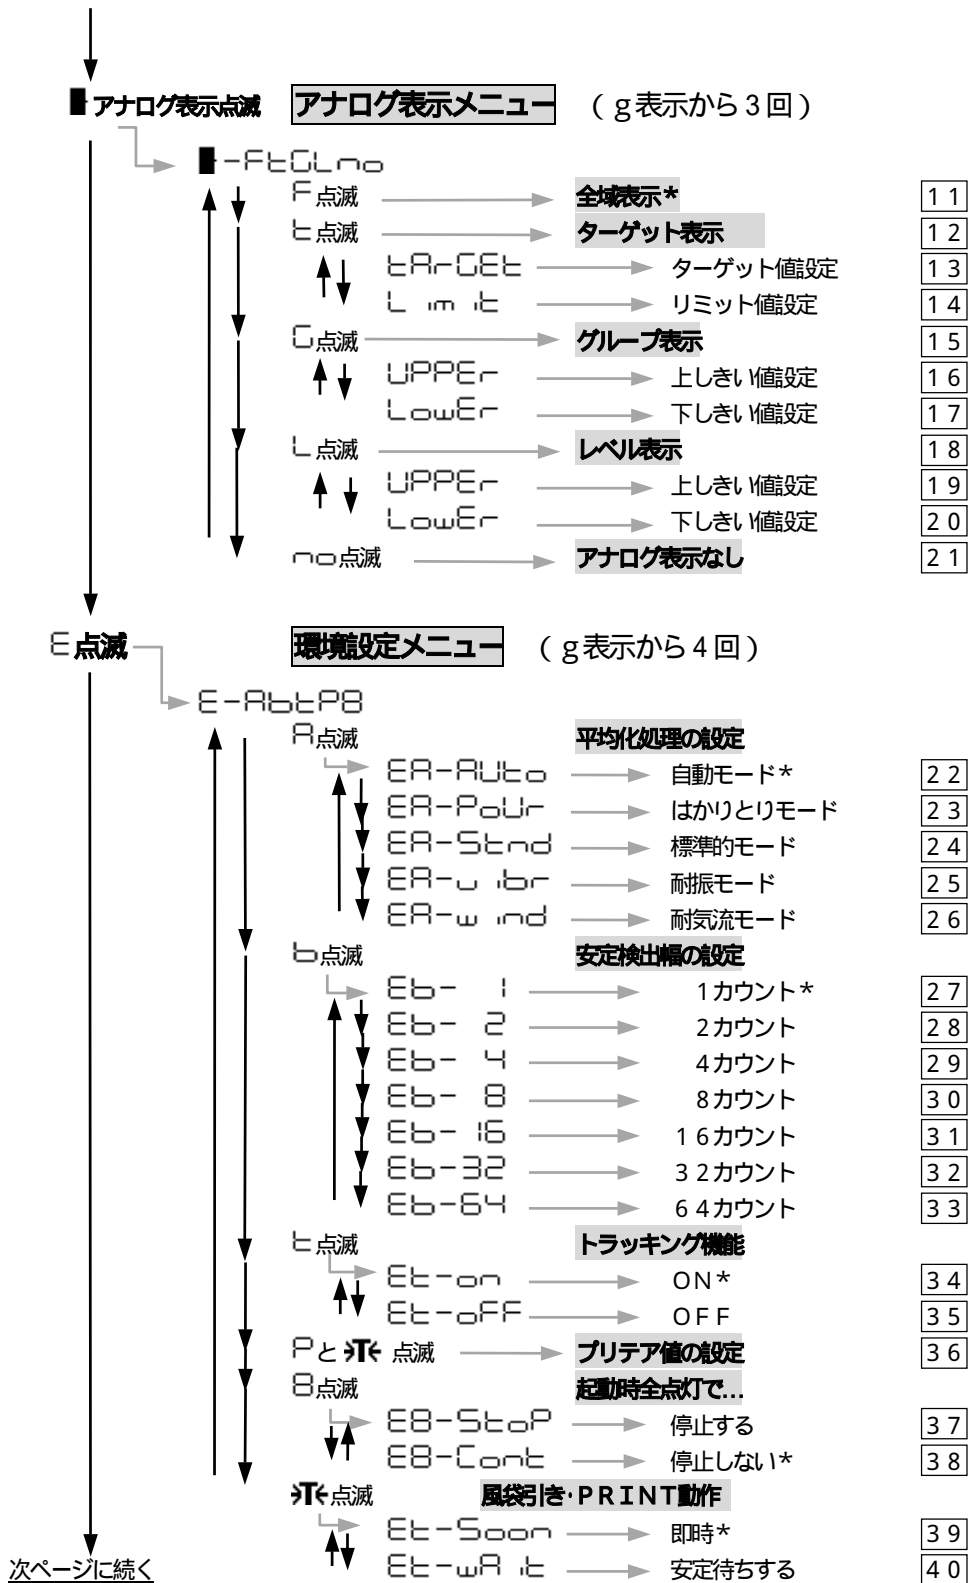 アナログ表示点滅 アナログ表示メニュー （ｇ表示から３回）
-FtGLno
F点滅 全域表示* 11
t点滅 ターゲット表示 12
tArGEt ターゲット値設定 13
Limit リミット値設定 14
G点滅 グループ表示 15
UPPEr 上しきい値設定 16
LowEr 下しきい値設定 17
L点滅 レベル表示 18
UPPEr 上しきい値設定 19
LowEr 下しきい値設定 20
no点滅 アナログ表示なし 21
E点滅 環境設定メニュー （ｇ表示から４回）
E-AbtP8
A点滅 平均化処理の設定
EA-AUto 自動モード* 22
EA-PoUr はかりとりモード 23
EA-Stnd 標準的モード 24
EA-vibr 耐振モード 25
EA-wind 耐気流モード 26
b点滅 安定検出幅の設定
Eb- 1 1カウント* 27
Eb- 2 2カウント 28
Eb- 4 4カウント 29
Eb- 8 8カウント 30
Eb-16 16カウント 31
Eb-32 32カウント 32
Eb-64 64カウント 33
t点滅 トラッキング機能
Et-on ON* 34
Et-oFF OFF 35
Pと→T←点滅 プリテア値の設定 36
8点滅 起動時全点灯で...
E8-StoP 停止する 37
E8-Cont 停止しない* 38
→T←点滅 風袋引き・ＰＲＩＮＴ動作
Et-Soon 即時* 39
Et-wAit 安定待ちする 40
次ページに続く